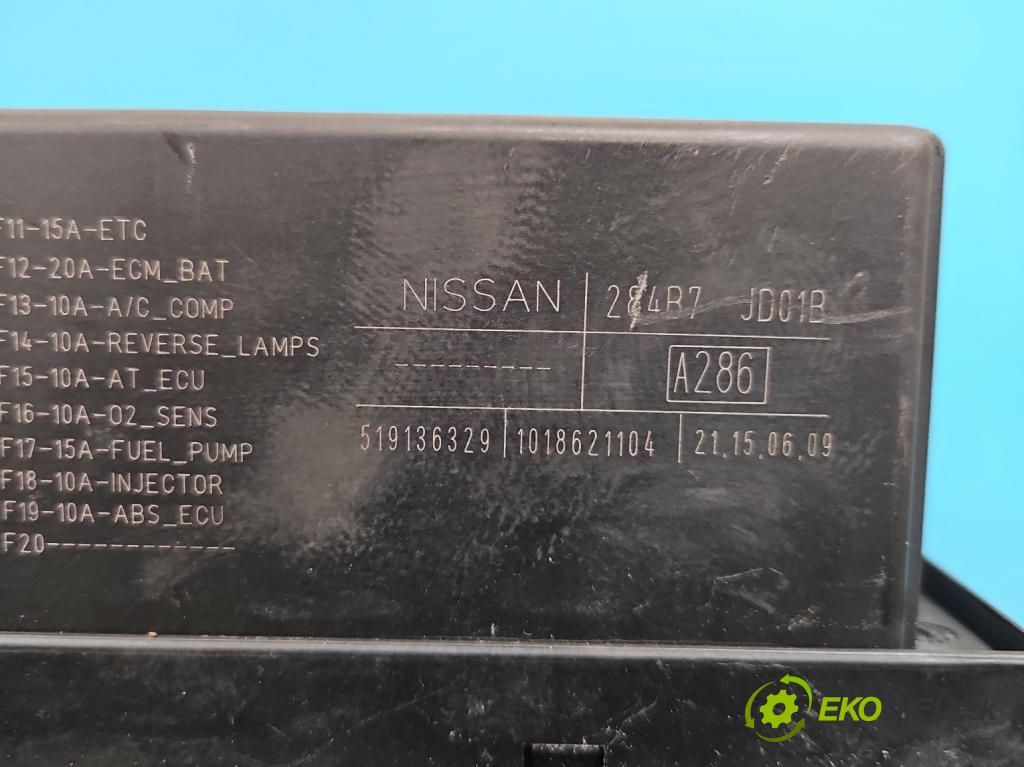 F11-15A-ETC
F12-20A-ECM_BAT
F13-10A-A/C_COMP
F14-10A-REVERSE_LAMPS
F15-10A-AT_ECU
F16-10A-O2_SENS
F17-15A-FUEL_PUMP
F18-10A-INJECTOR
F19-10A-ABS_ECU
F20-------------
NISSAN 284B7 JD01B
--------- A286
519136329 1018621104 21.15.06.09
EKO